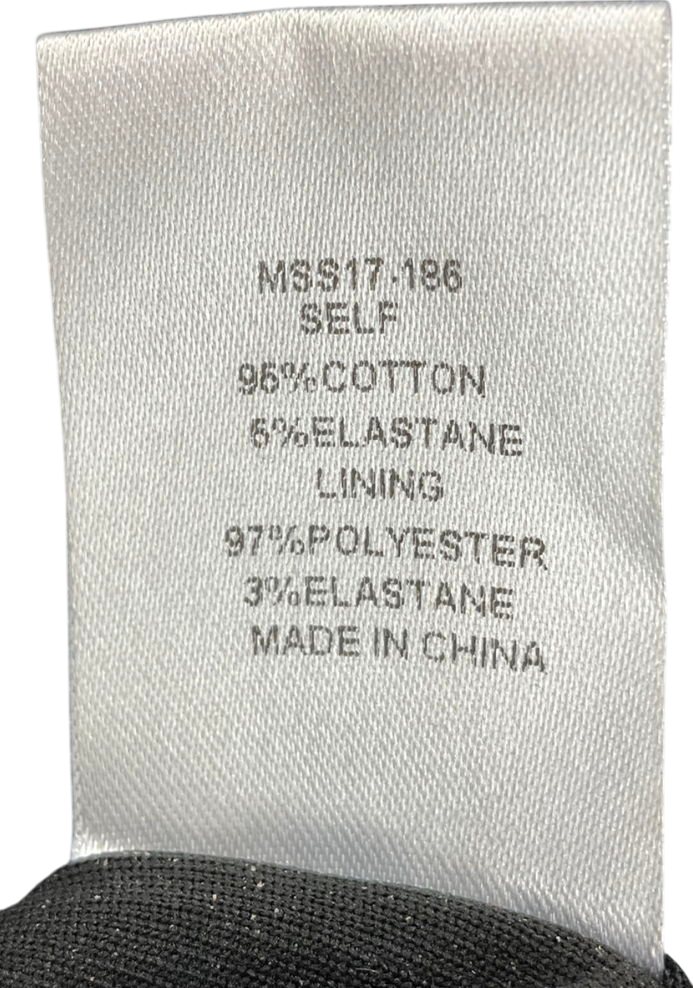 MSS17-186
SELF
95%COTTON
5%ELASTANE
LINING
97%POLYESTER
3%ELASTANE
MADE IN CHINA